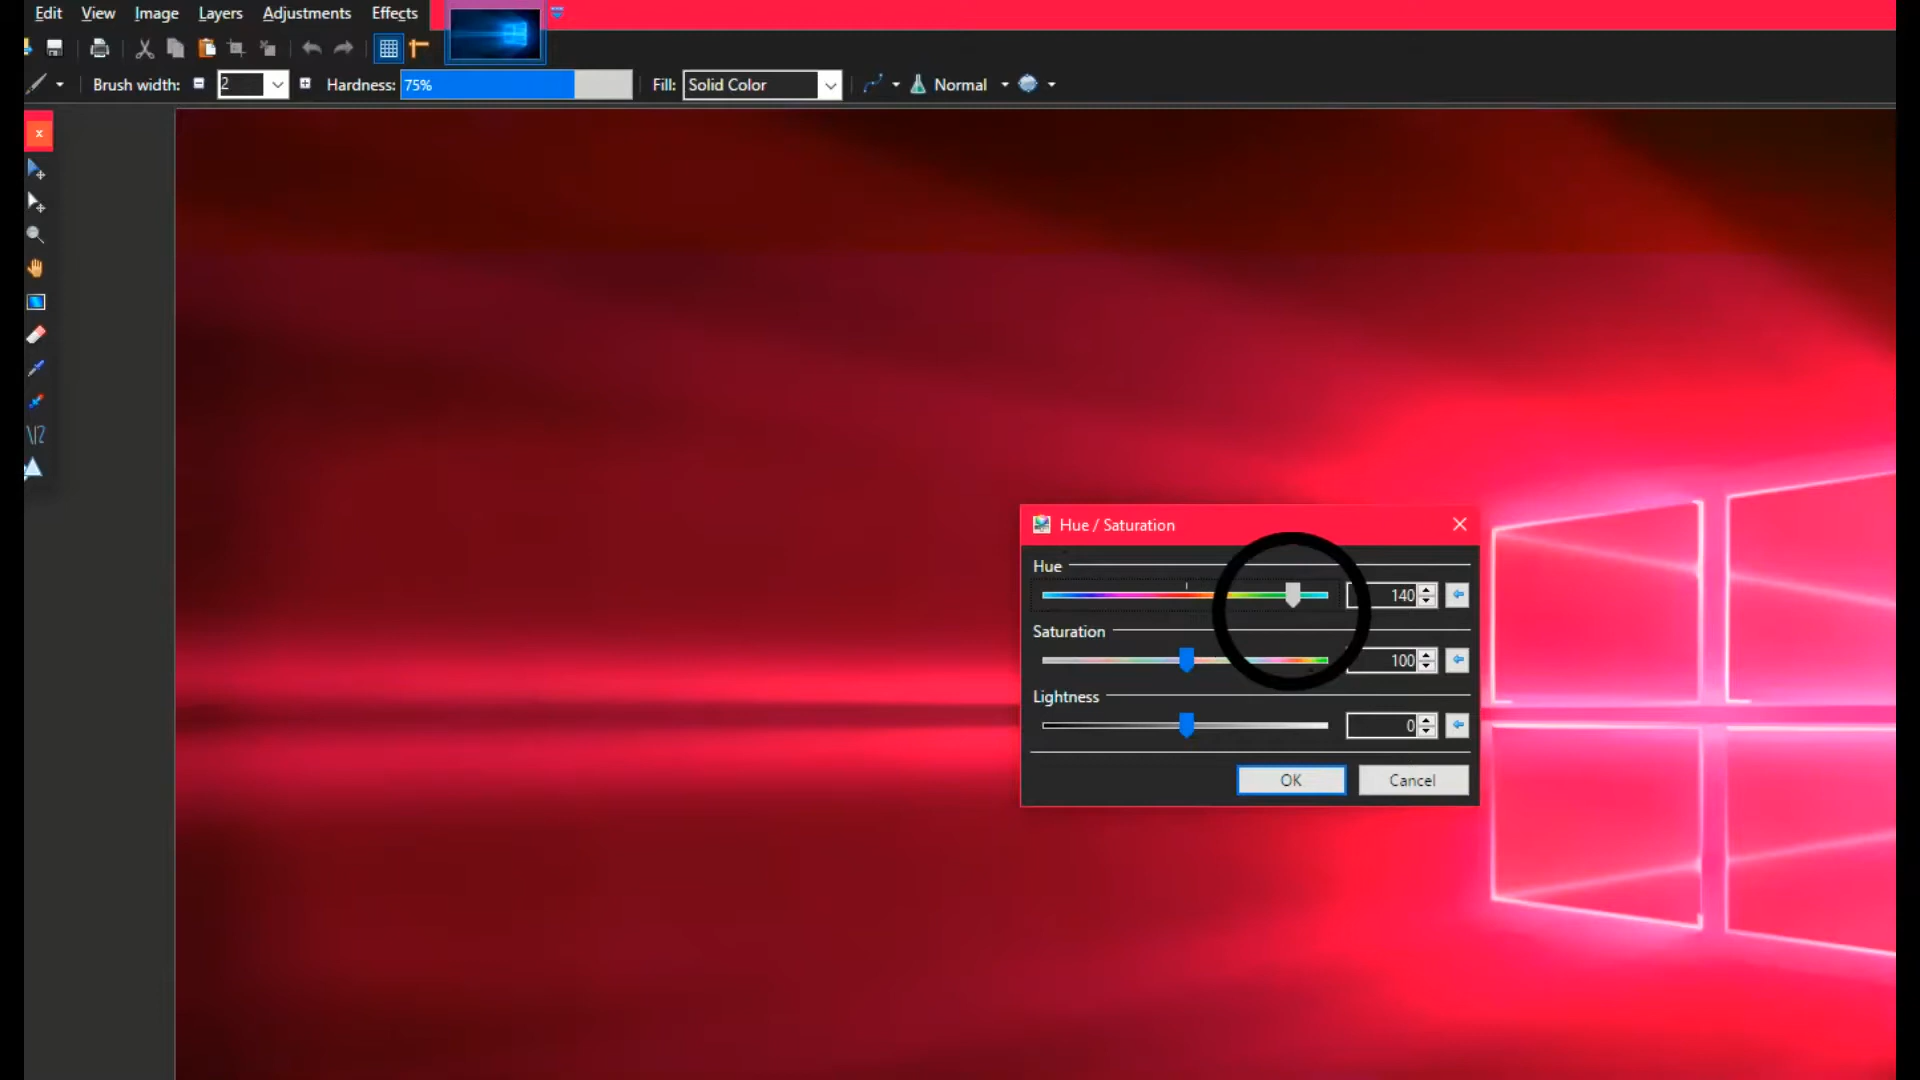 Edit View Image Layers Adjustments Effects
Brush width: 2 Hardness: 75% Fill: Solid Color Normal
x
Hue / Saturation
Hue
140
Saturation
100
Lightness
0
OK Cancel